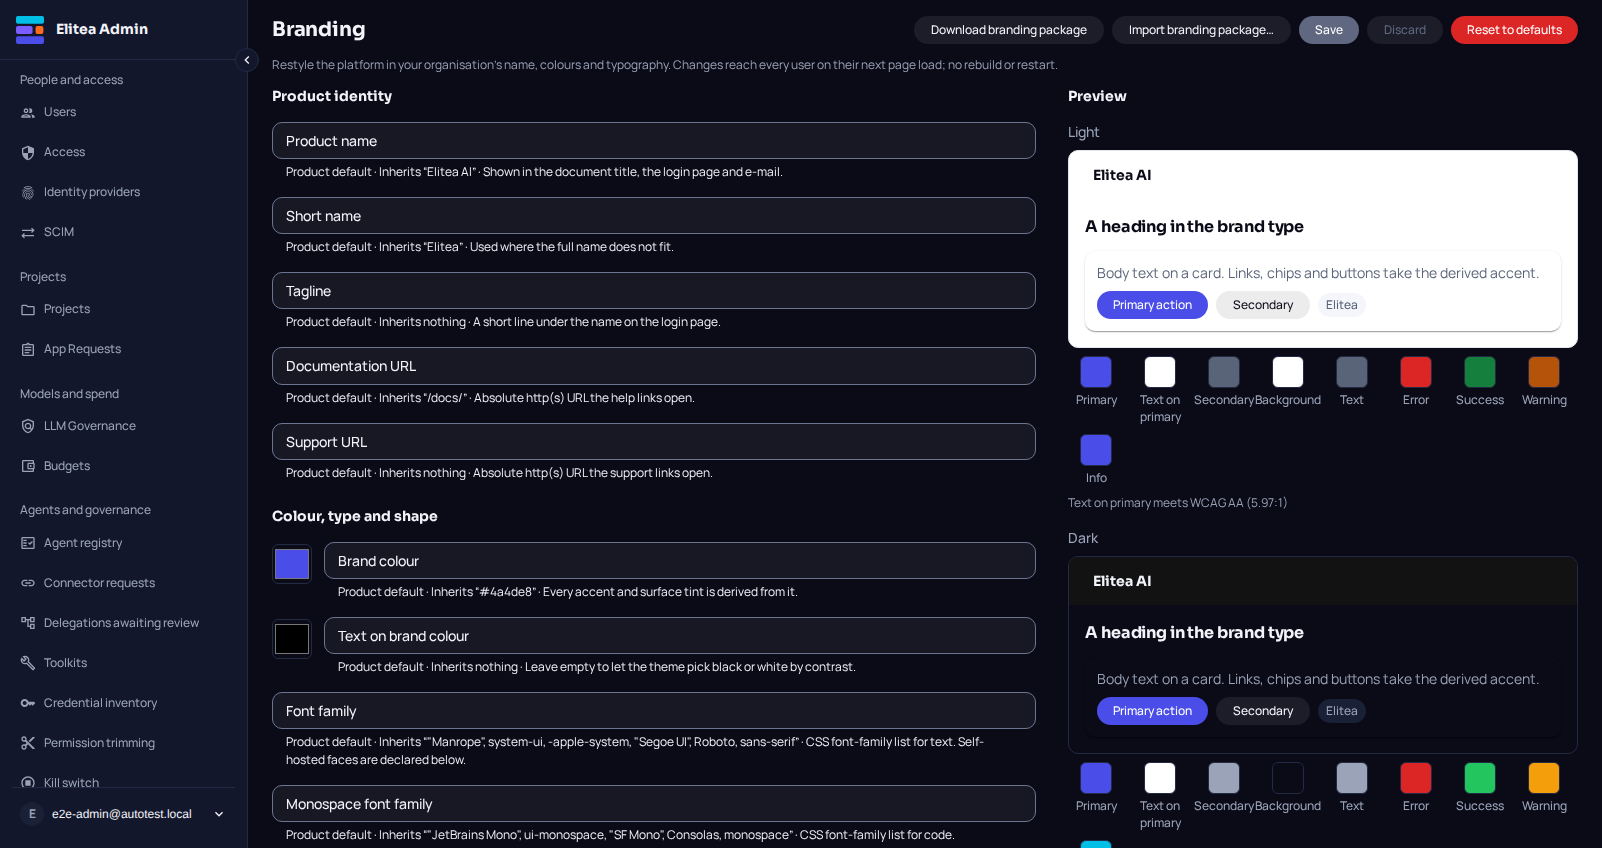 Elitea Admin
People and access
Users
Access
Identity providers
SCIM
Projects
Projects
App Requests
Models and spend
LLM Governance
Budgets
Agents and governance
Agent registry
Connector requests
Delegations awaiting review
Toolkits
Credential inventory
Permission trimming
Kill switch
E e2e-admin@autotest.local
Branding
Download branding package
Import branding package...
Save
Discard
Reset to defaults
Restyle the platform in your organisation's name, colours and typography. Changes reach every user on their next page load; no rebuild or restart.
Product identity
Product name
Product default · Inherits "Elitea AI" · Shown in the document title, the login page and e-mail.
Short name
Product default · Inherits "Elitea" · Used where the full name does not fit.
Tagline
Product default · Inherits nothing · A short line under the name on the login page.
Documentation URL
Product default · Inherits "/docs/" · Absolute http(s) URL the help links open.
Support URL
Product default · Inherits nothing · Absolute http(s) URL the support links open.
Colour, type and shape
Brand colour
Product default · Inherits "#4a4de8" · Every accent and surface tint is derived from it.
Text on brand colour
Product default · Inherits nothing · Leave empty to let the theme pick black or white by contrast.
Font family
Product default · Inherits ""Manrope", system-ui, -apple-system, "Segoe UI", Roboto, sans-serif" · CSS font-family list for text. Self-
hosted faces are declared below.
Monospace font family
Product default · Inherits ""JetBrains Mono", ui-monospace, "SF Mono", Consolas, monospace" · CSS font-family list for code.
Preview
Light
Elitea AI
A heading in the brand type
Body text on a card. Links, chips and buttons take the derived accent.
Primary action
Secondary
Elitea
Primary
Text on
primary
Secondary
Background
Text
Error
Success
Warning
Info
Text on primary meets WCAG AA (5.97:1)
Dark
Elitea AI
A heading in the brand type
Body text on a card. Links, chips and buttons take the derived accent.
Primary action
Secondary
Elitea
Primary
Text on
primary
Secondary
Background
Text
Error
Success
Warning